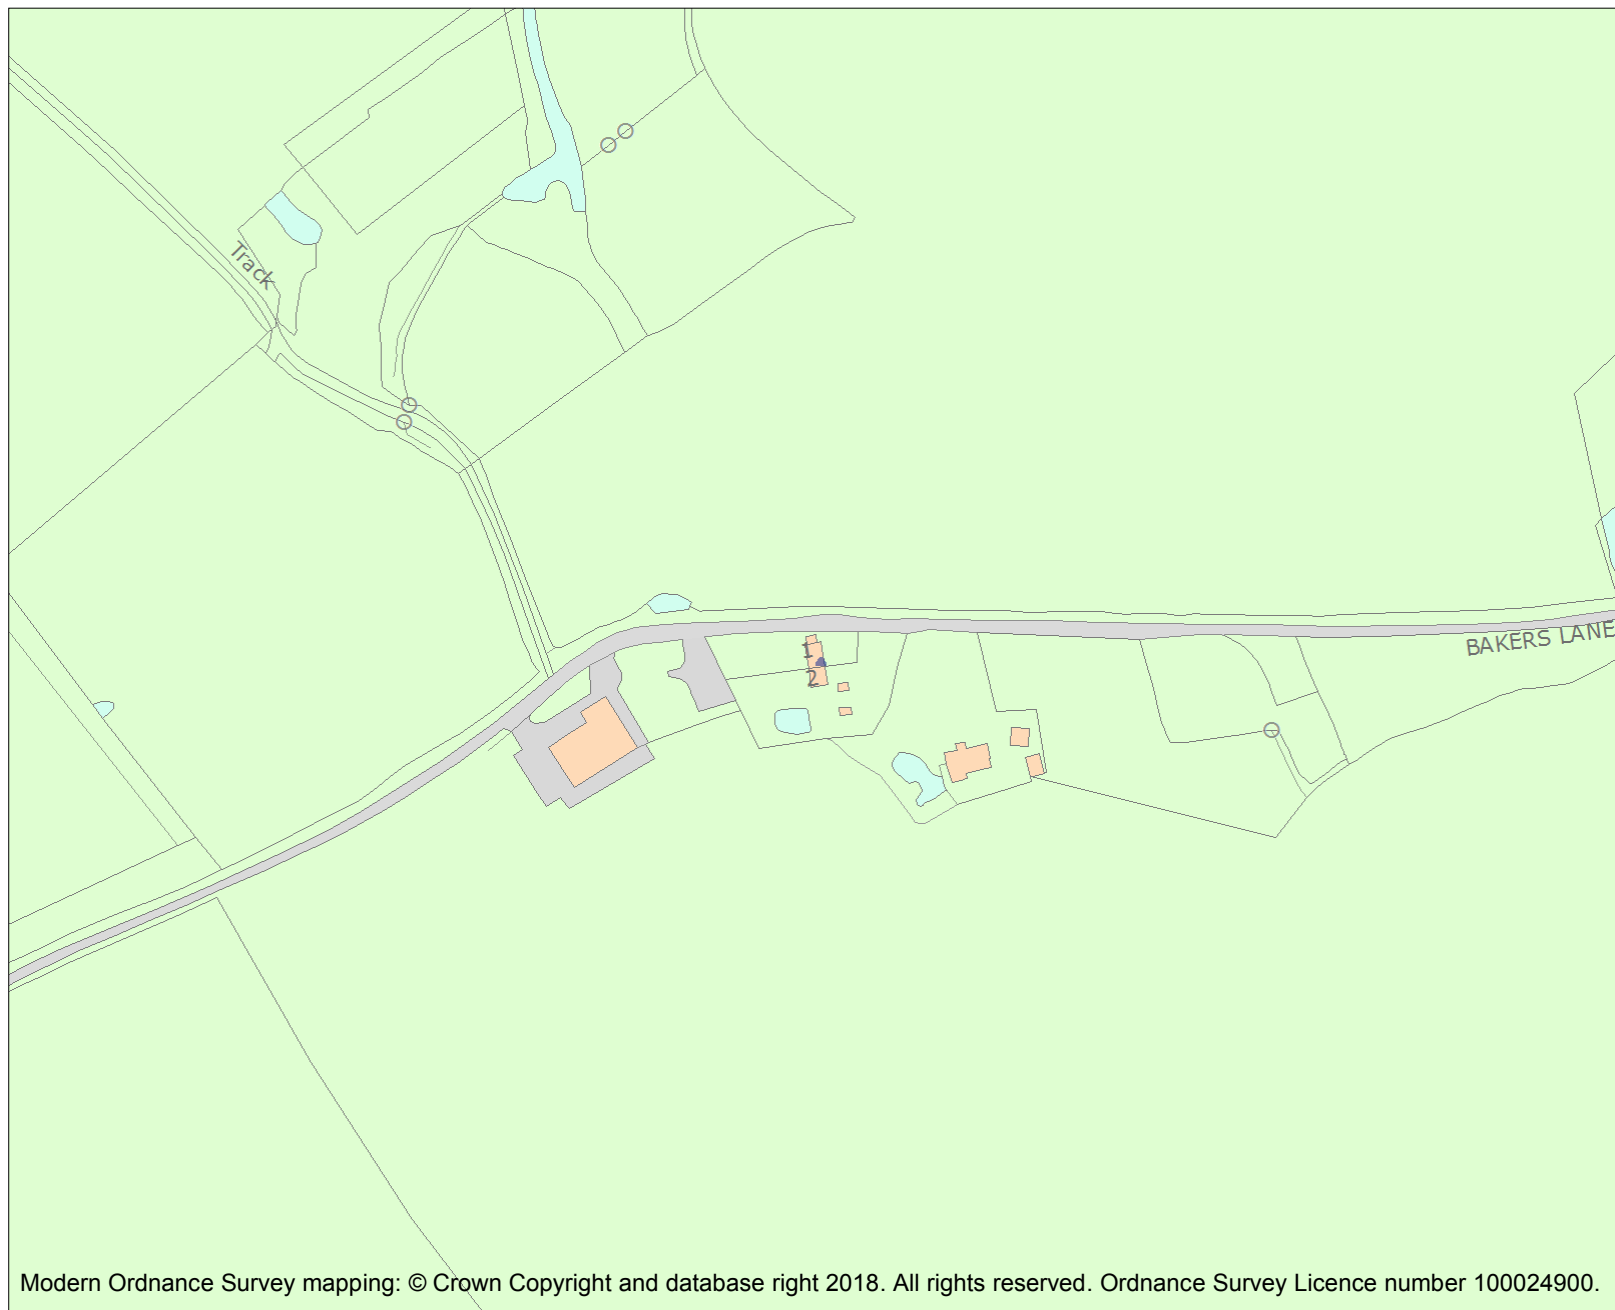 Track
1
2
BAKERS LANE
Modern Ordnance Survey mapping: © Crown Copyright and database right 2018. All rights reserved. Ordnance Survey Licence number 100024900.